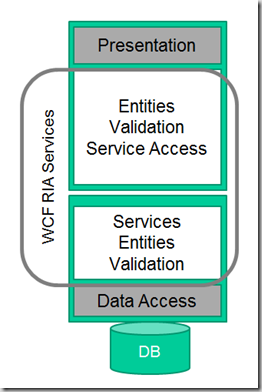 Presentation
WCF RIA Services
Entities
Validation
Service Access
Services
Entities
Validation
Data Access
DB